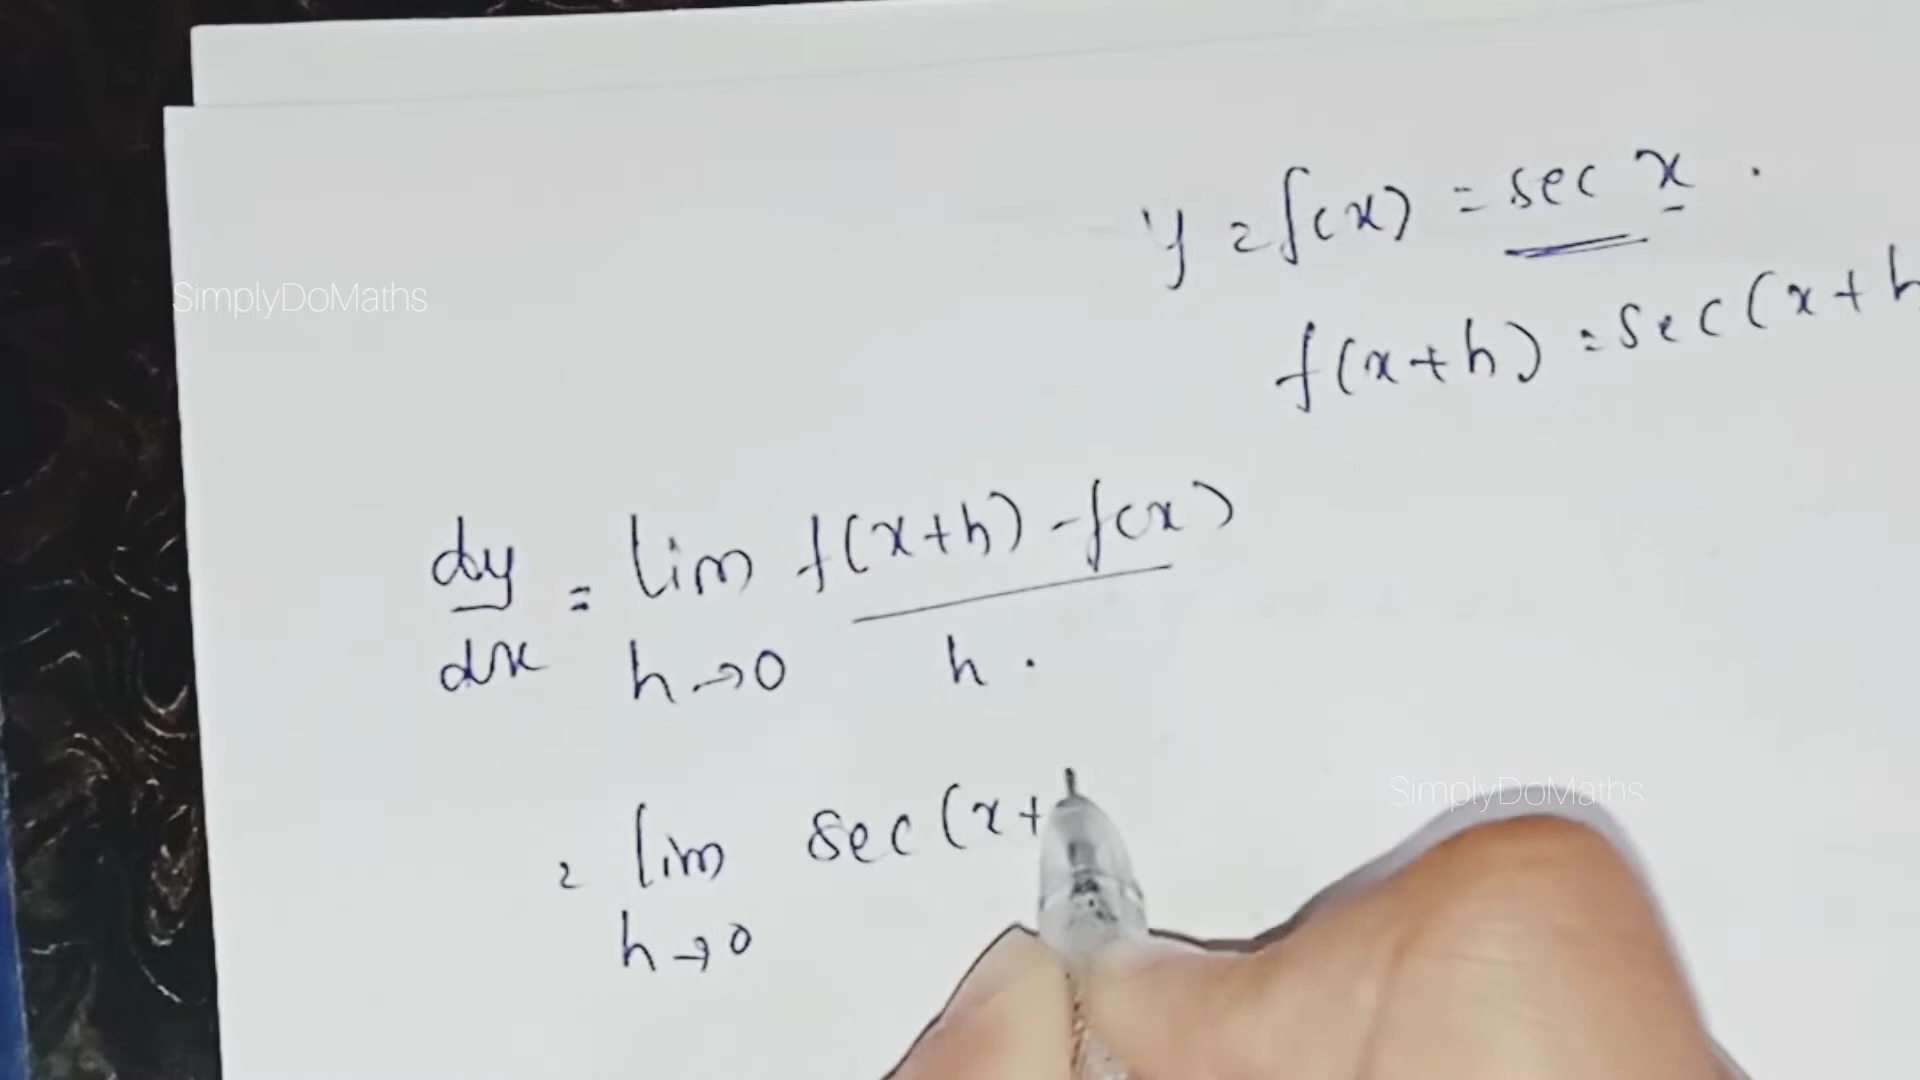 y = f(x) = sec x .
SimplyDoMaths
f(x+h) = sec(x+h
dy/dx = lim h→0 f(x+h) - f(x) / h .
SimplyDoMaths
= lim h→0 sec(x+